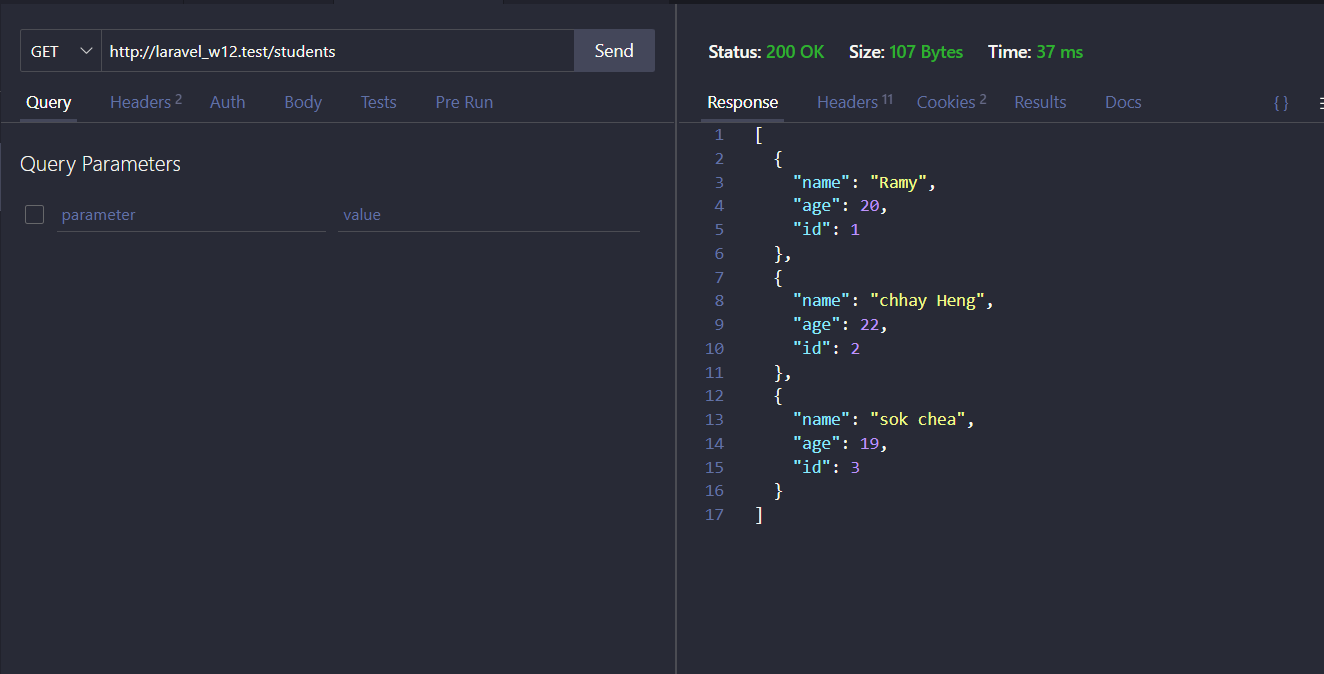 GET http://laravel_w12.test/students Send
Query Headers 2 Auth Body Tests Pre Run
Query Parameters
parameter value
Status: 200 OK Size: 107 Bytes Time: 37 ms
Response Headers 11 Cookies 2 Results Docs { }
1 [
2 {
3 "name": "Ramy",
4 "age": 20,
5 "id": 1
6 },
7 {
8 "name": "chhay Heng",
9 "age": 22,
10 "id": 2
11 },
12 {
13 "name": "sok chea",
14 "age": 19,
15 "id": 3
16 }
17 ]